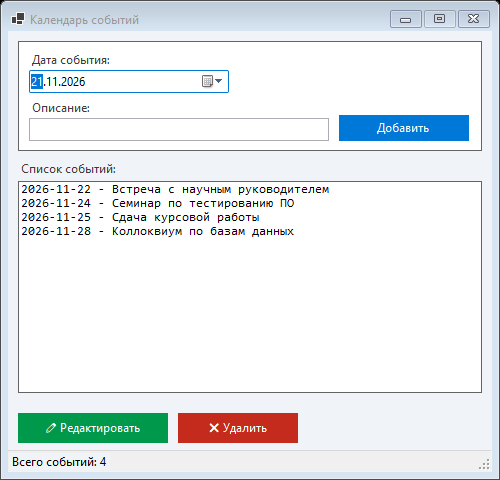 Календарь событий
Дата события:
21.11.2026
Описание:
Добавить
Список событий:
2026-11-22 - Встреча с научным руководителем
2026-11-24 - Семинар по тестированию ПО
2026-11-25 - Сдача курсовой работы
2026-11-28 - Коллоквиум по базам данных
Редактировать
Удалить
Всего событий: 4